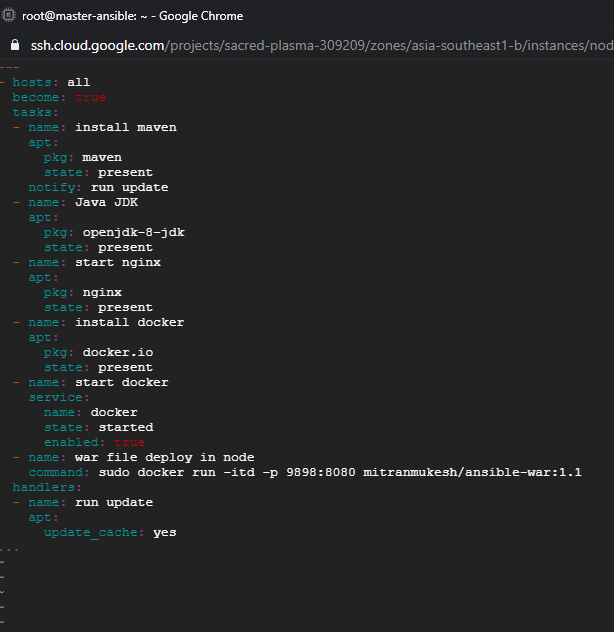 root@master-ansible: ~ - Google Chrome
ssh.cloud.google.com/projects/sacred-plasma-309209/zones/asia-southeast1-b/instances/nod
---
- hosts: all
  become: true
  tasks:
  - name: install maven
    apt:
      pkg: maven
      state: present
    notify: run update
  - name: Java JDK
    apt:
      pkg: openjdk-8-jdk
      state: present
  - name: start nginx
    apt:
      pkg: nginx
      state: present
  - name: install docker
    apt:
      pkg: docker.io
      state: present
  - name: start docker
    service:
      name: docker
      state: started
      enabled: true
  - name: war file deploy in node
    command: sudo docker run -itd -p 9898:8080 mitranmukesh/ansible-war:1.1
  handlers:
  - name: run update
    apt:
      update_cache: yes
...
~
~
~
~
~